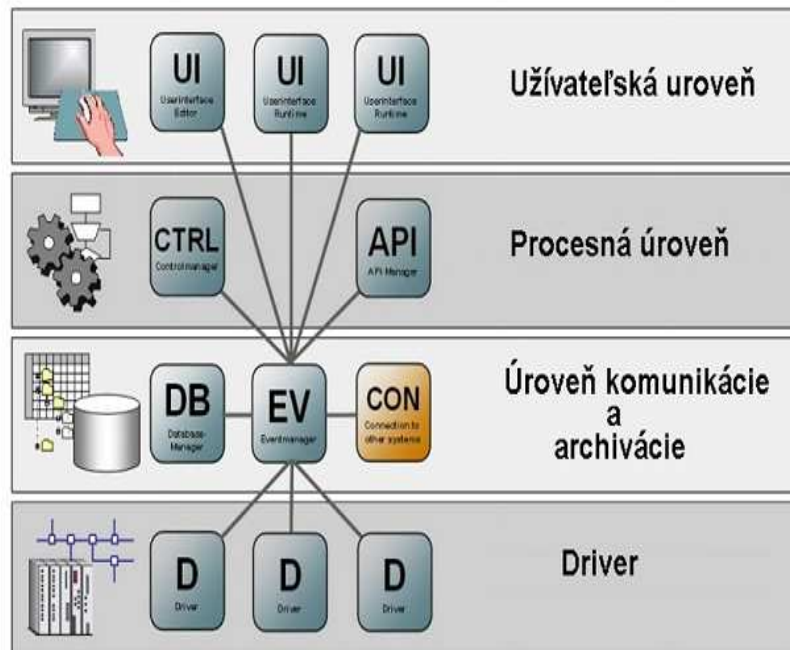 UI
Userinterface
Editor
UI
Userinterface
Runtime
UI
Userinterface
Runtime
Užívateľská uroveň
CTRL
Controlmanager
API
API-Manager
Procesná úroveň
DB
Database-
Manager
EV
Eventmanager
CON
Connection to
other systems
Úroveň komunikácie
a
archivácie
D
Driver
D
Driver
D
Driver
Driver